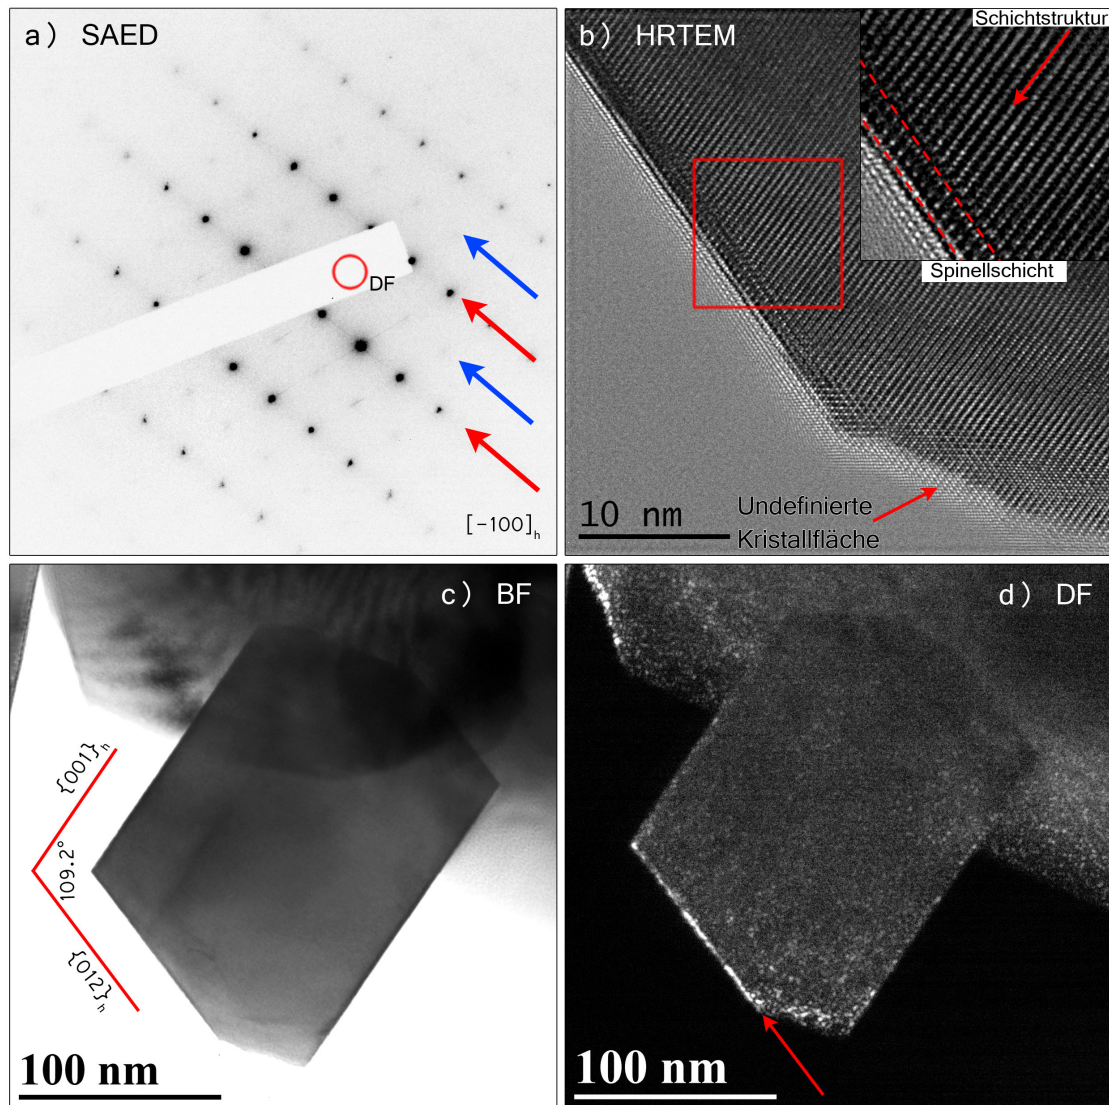 a) SAED
DF
[-100]h
b) HRTEM
Schichtstruktur
Spinellschicht
10 nm
Undefinierte
Kristallfläche
c) BF
{001}h
109.2°
{012}h
100 nm
d) DF
100 nm